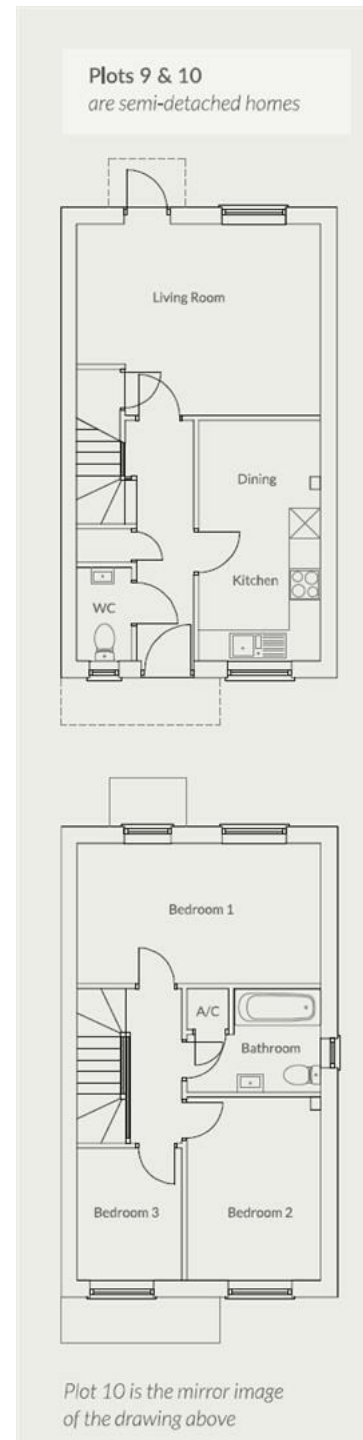 Plots 9 & 10
are semi-detached homes
Living Room
Dining
Kitchen
WC
Bedroom 1
A/C
Bathroom
Bedroom 3
Bedroom 2
Plot 10 is the mirror image
of the drawing above